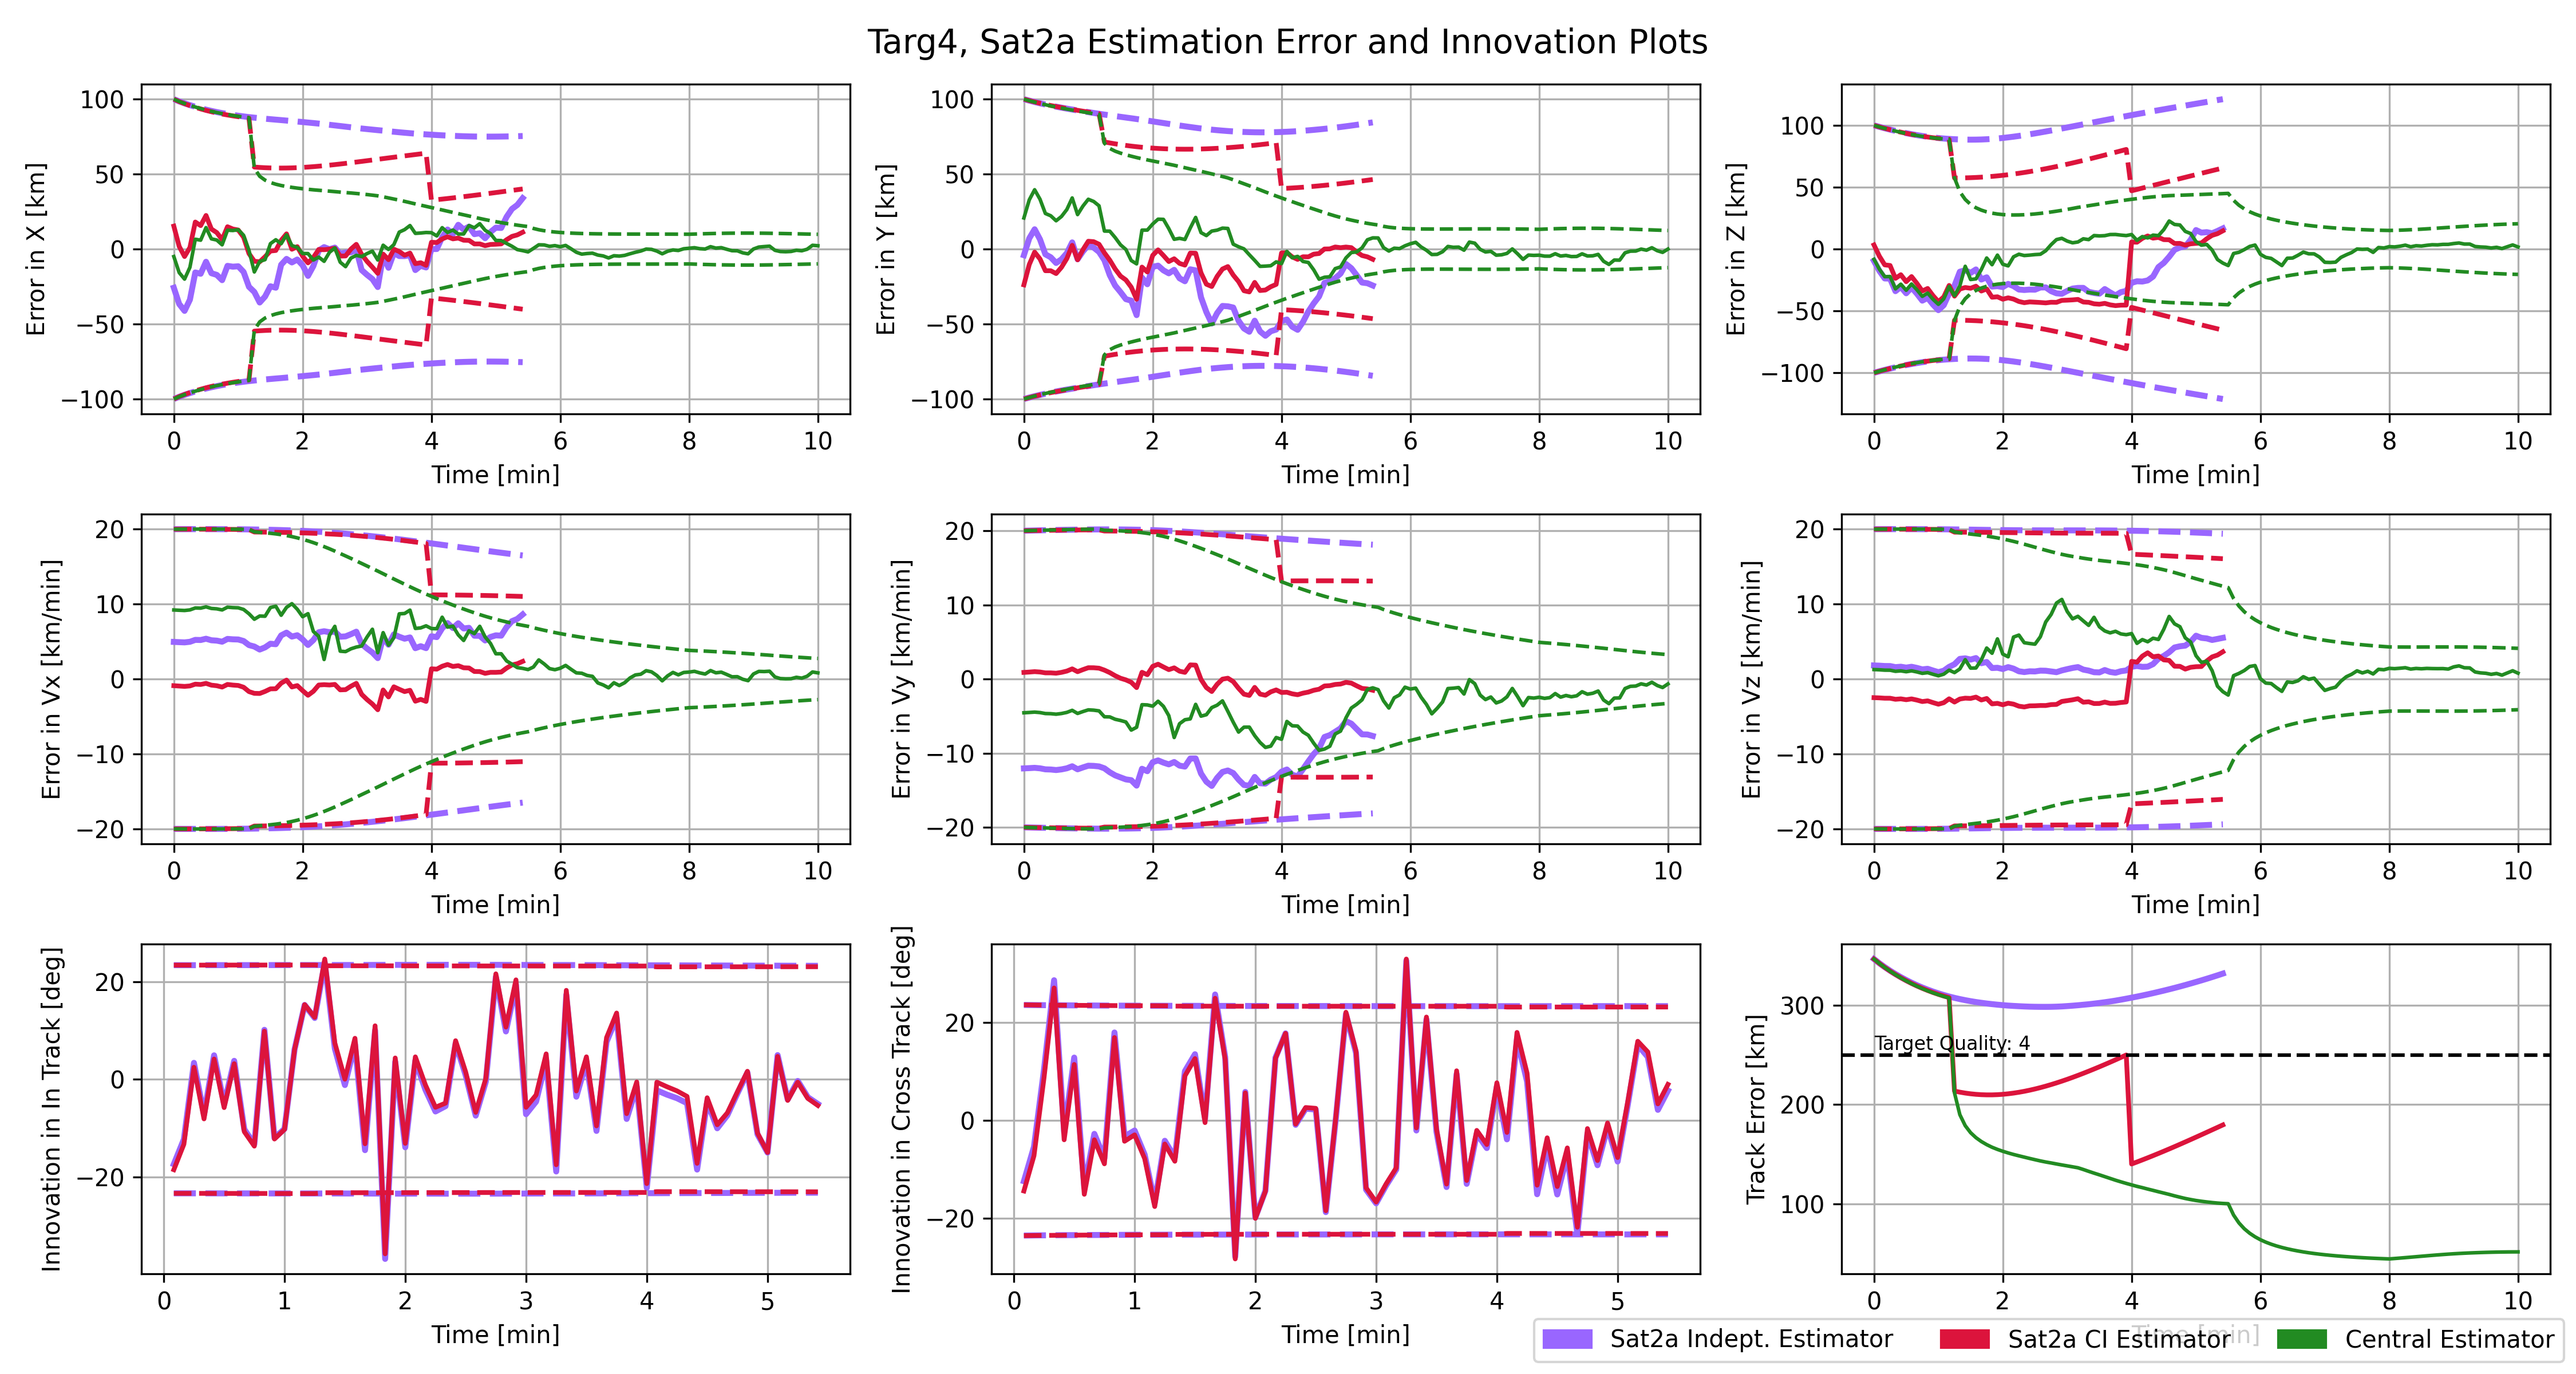 Targ4, Sat2a Estimation Error and Innovation Plots
Error in X [km]
100
50
0
−50
−100
0 2 4 6 8 10
Time [min]
Error in Y [km]
100
50
0
−50
−100
0 2 4 6 8 10
Time [min]
Error in Z [km]
100
50
0
−50
−100
0 2 4 6 8 10
Time [min]
Error in Vx [km/min]
20
10
0
−10
−20
0 2 4 6 8 10
Time [min]
Error in Vy [km/min]
20
10
0
−10
−20
0 2 4 6 8 10
Time [min]
Error in Vz [km/min]
20
10
0
−10
−20
0 2 4 6 8 10
Time [min]
Innovation in In Track [deg]
20
0
−20
0 1 2 3 4 5
Time [min]
Innovation in Cross Track [deg]
20
0
−20
0 1 2 3 4 5
Time [min]
Track Error [km]
300
200
100
Target Quality: 4
0 2 4 6 8 10
Time [min]
Sat2a Indept. Estimator
Sat2a CI Estimator
Central Estimator